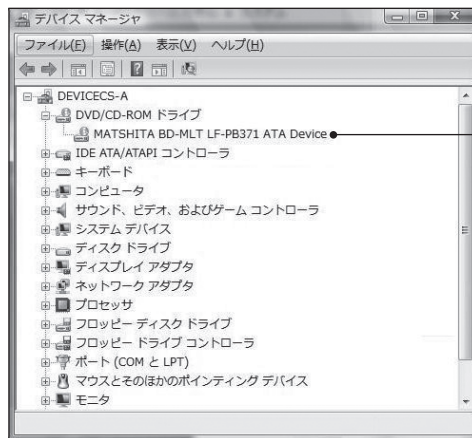 デバイス マネージャ
ファイル(F) 操作(A) 表示(V) ヘルプ(H)
DEVICECS-A
DVD/CD-ROM ドライブ
MATSHITA BD-MLT LF-PB371 ATA Device
IDE ATA/ATAPI コントローラ
キーボード
コンピュータ
サウンド、ビデオ、およびゲーム コントローラ
システム デバイス
ディスク ドライブ
ディスプレイ アダプタ
ネットワーク アダプタ
プロセッサ
フロッピー ディスク ドライブ
フロッピー ドライブ コントローラ
ポート (COM と LPT)
マウスとそのほかのポインティング デバイス
モニタ